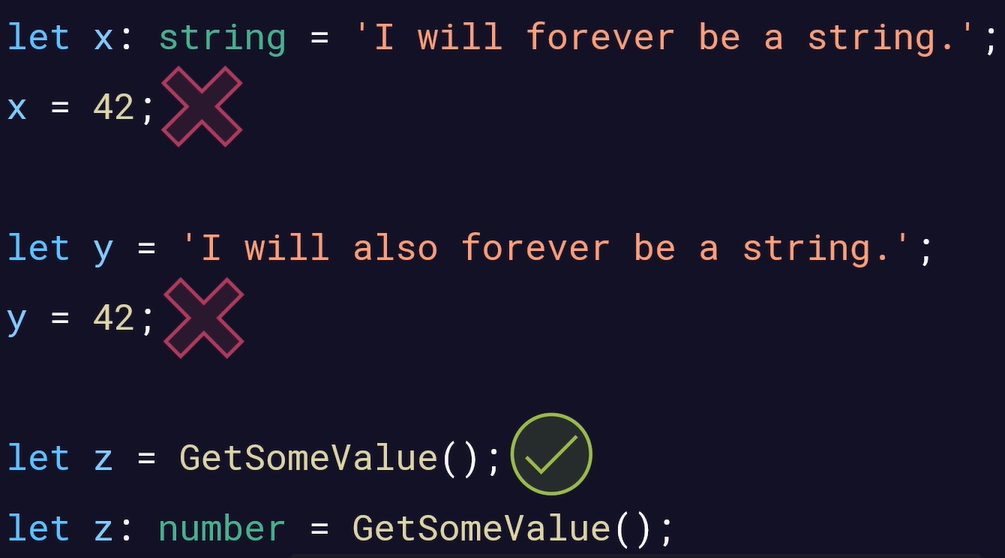 let x: string = 'I will forever be a string.';
x = 42;
let y = 'I will also forever be a string.';
y = 42;
let z = GetSomeValue();
let z: number = GetSomeValue();